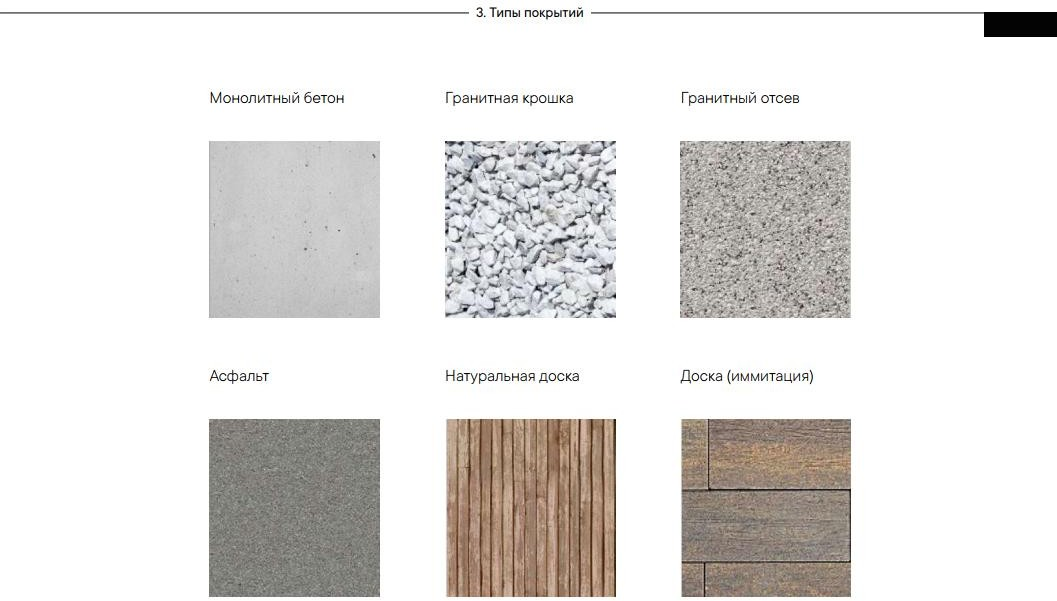 3. Типы покрытий
Монолитный бетон
Гранитная крошка
Гранитный отсев
Асфальт
Натуральная доска
Доска (иммитация)